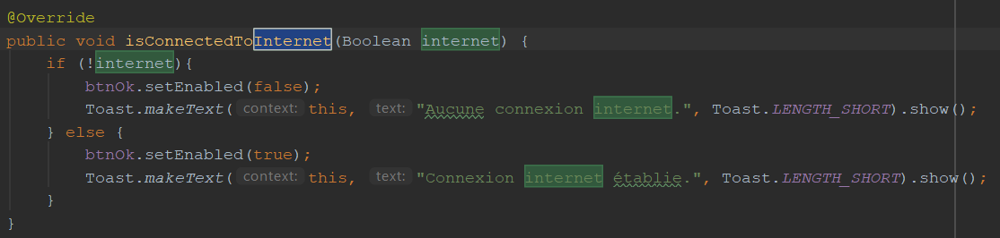 @Override
public void isConnectedToInternet(Boolean internet) {
    if (!internet){
        btnOk.setEnabled(false);
        Toast.makeText( context: this,  text: "Aucune connexion internet.", Toast.LENGTH_SHORT).show();
    } else {
        btnOk.setEnabled(true);
        Toast.makeText( context: this,  text: "Connexion internet établie.", Toast.LENGTH_SHORT).show();
    }
}